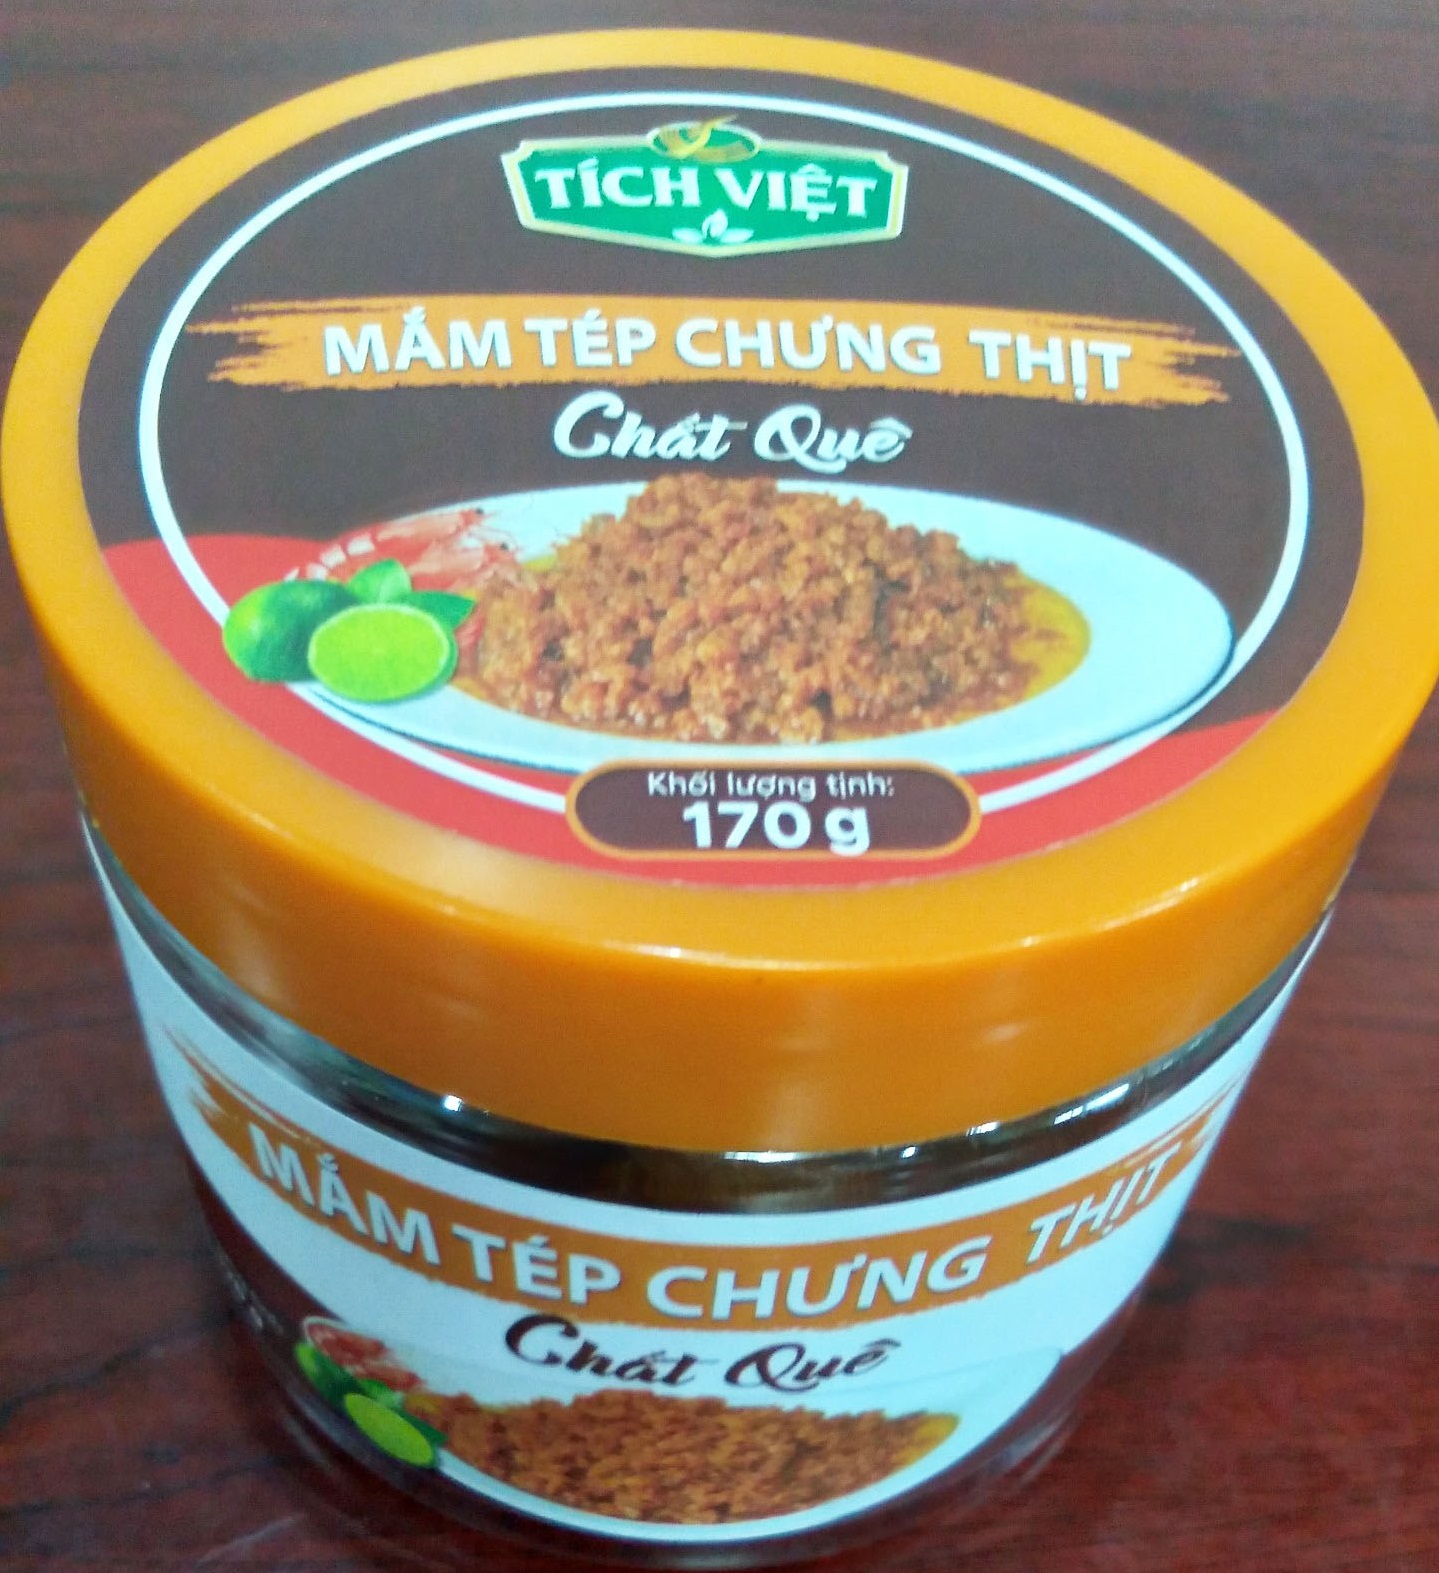 TÍCH VIỆT
MẮM TÉP CHƯNG THỊT
Chất Quê
Khối lượng tịnh:
170 g
MẮM TÉP CHƯNG THỊT
Chất Quê